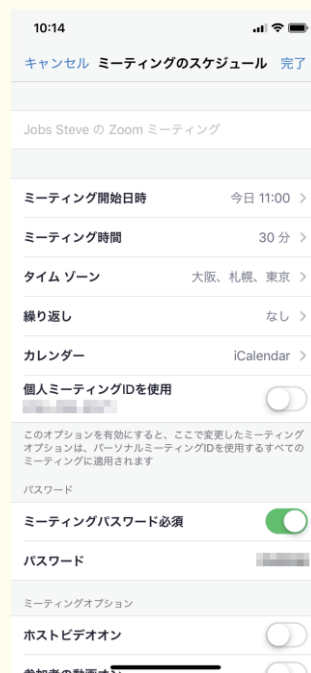 10:14
キャンセル ミーティングのスケジュール 完了
Jobs Steve の Zoom ミーティング
ミーティング開始日時 今日 11:00
ミーティング時間 30 分
タイム ゾーン 大阪、札幌、東京
繰り返し なし
カレンダー iCalendar
個人ミーティングIDを使用
このオプションを有効にすると、ここで変更したミーティング
オプションは、パーソナルミーティングIDを使用するすべての
ミーティングに適用されます
パスワード
ミーティングパスワード必須
パスワード
ミーティングオプション
ホストビデオオン
参加者の動画オン